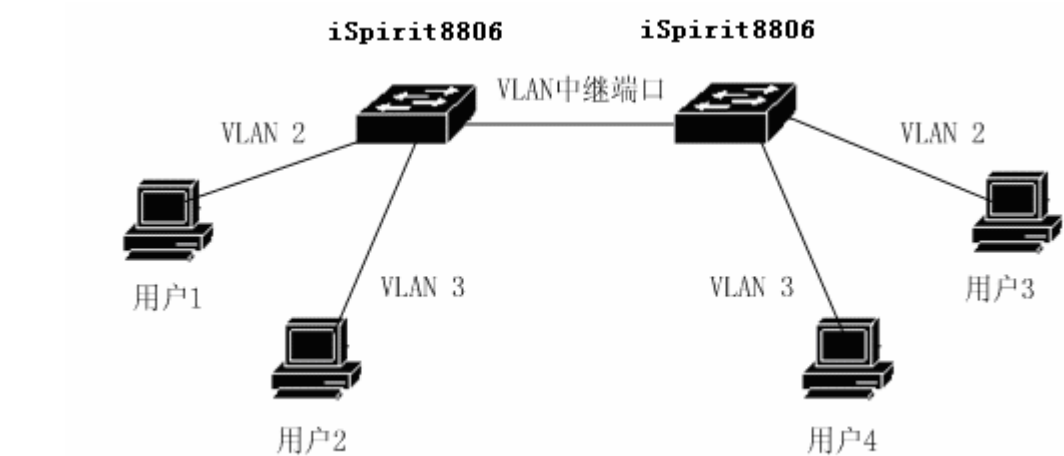 iSpirit8806
iSpirit8806
VLAN中继端口
VLAN 2
VLAN 2
用户1
VLAN 3
VLAN 3
用户3
用户2
用户4